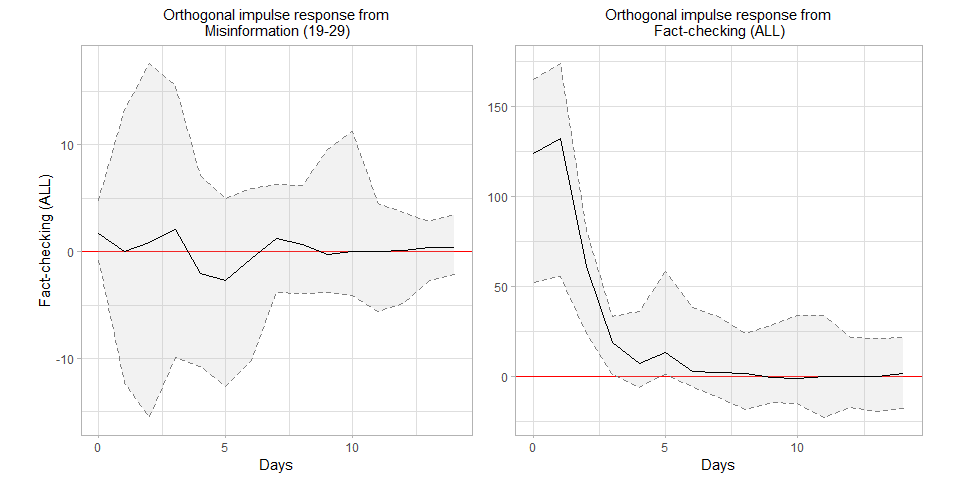 Orthogonal impulse response from
Misinformation (19-29)
Fact-checking (ALL)
10
0
-10
0
5
10
Days
Orthogonal impulse response from
Fact-checking (ALL)
150
100
50
0
0
5
10
Days